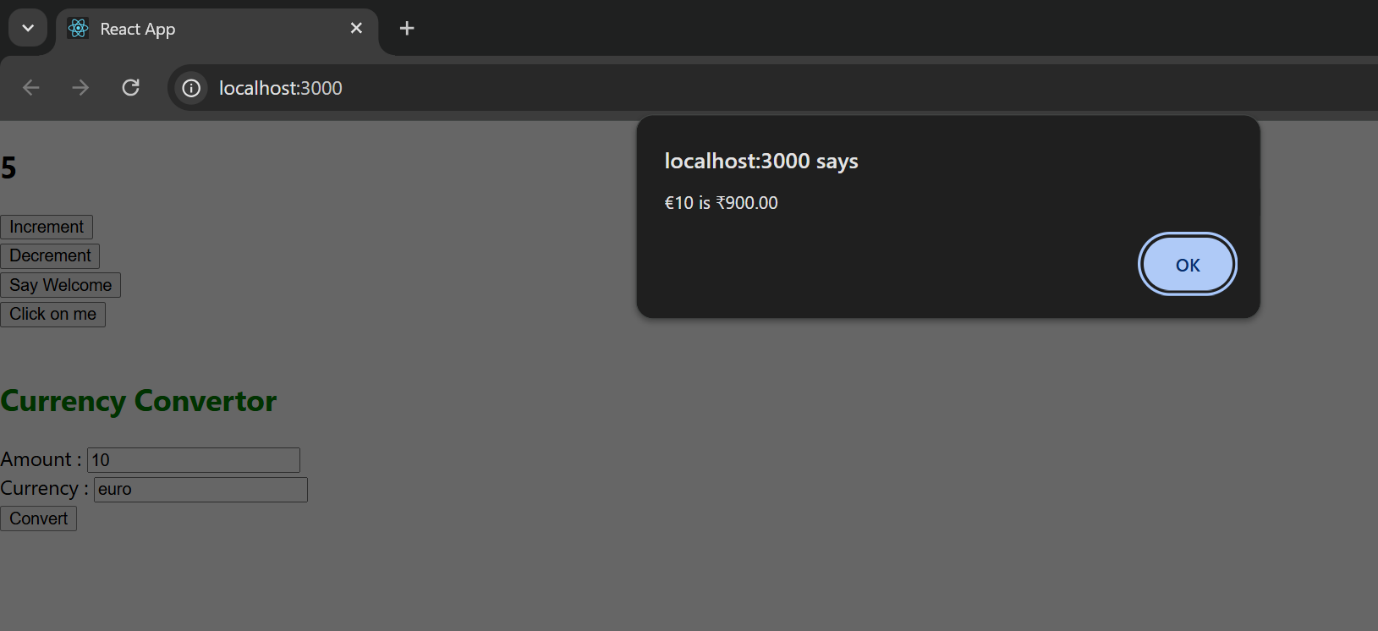 React App
localhost:3000
localhost:3000 says
€10 is ₹900.00
OK
5
Increment
Decrement
Say Welcome
Click on me
Currency Convertor
Amount : 10
Currency : euro
Convert